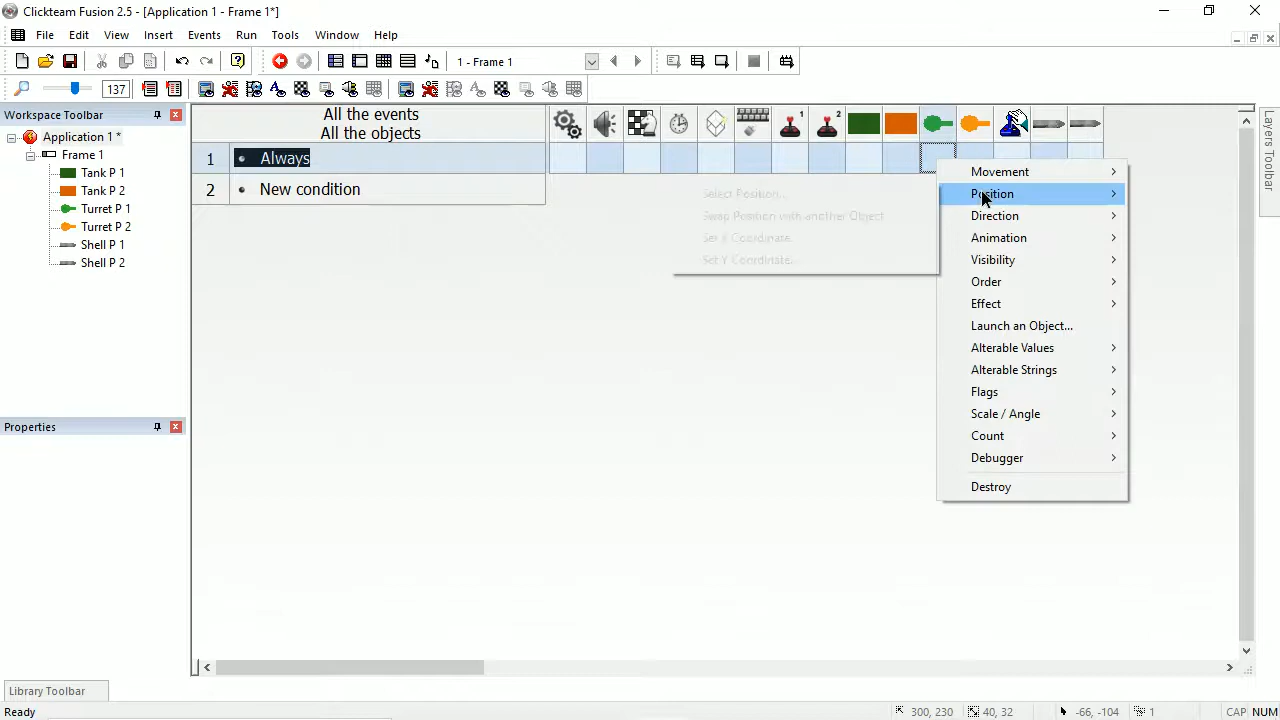 Clickteam Fusion 2.5 - [Application 1 - Frame 1*]
File Edit View Insert Events Run Tools Window Help
1 - Frame 1
137
Workspace Toolbar
Application 1 *
Frame 1
Tank P 1
Tank P 2
Turret P 1
Turret P 2
Shell P 1
Shell P 2
Properties
Library Toolbar
All the events
All the objects
1 2
1 • Always
2 • New condition
Select Position...
Swap Position with another Object
Set X Coordinate...
Set Y Coordinate...
Movement
Position
Direction
Animation
Visibility
Order
Effect
Launch an Object...
Alterable Values
Alterable Strings
Flags
Scale / Angle
Count
Debugger
Destroy
Layers Toolbar
Ready 300, 230 40, 32 -66, -104 1 CAP NUM